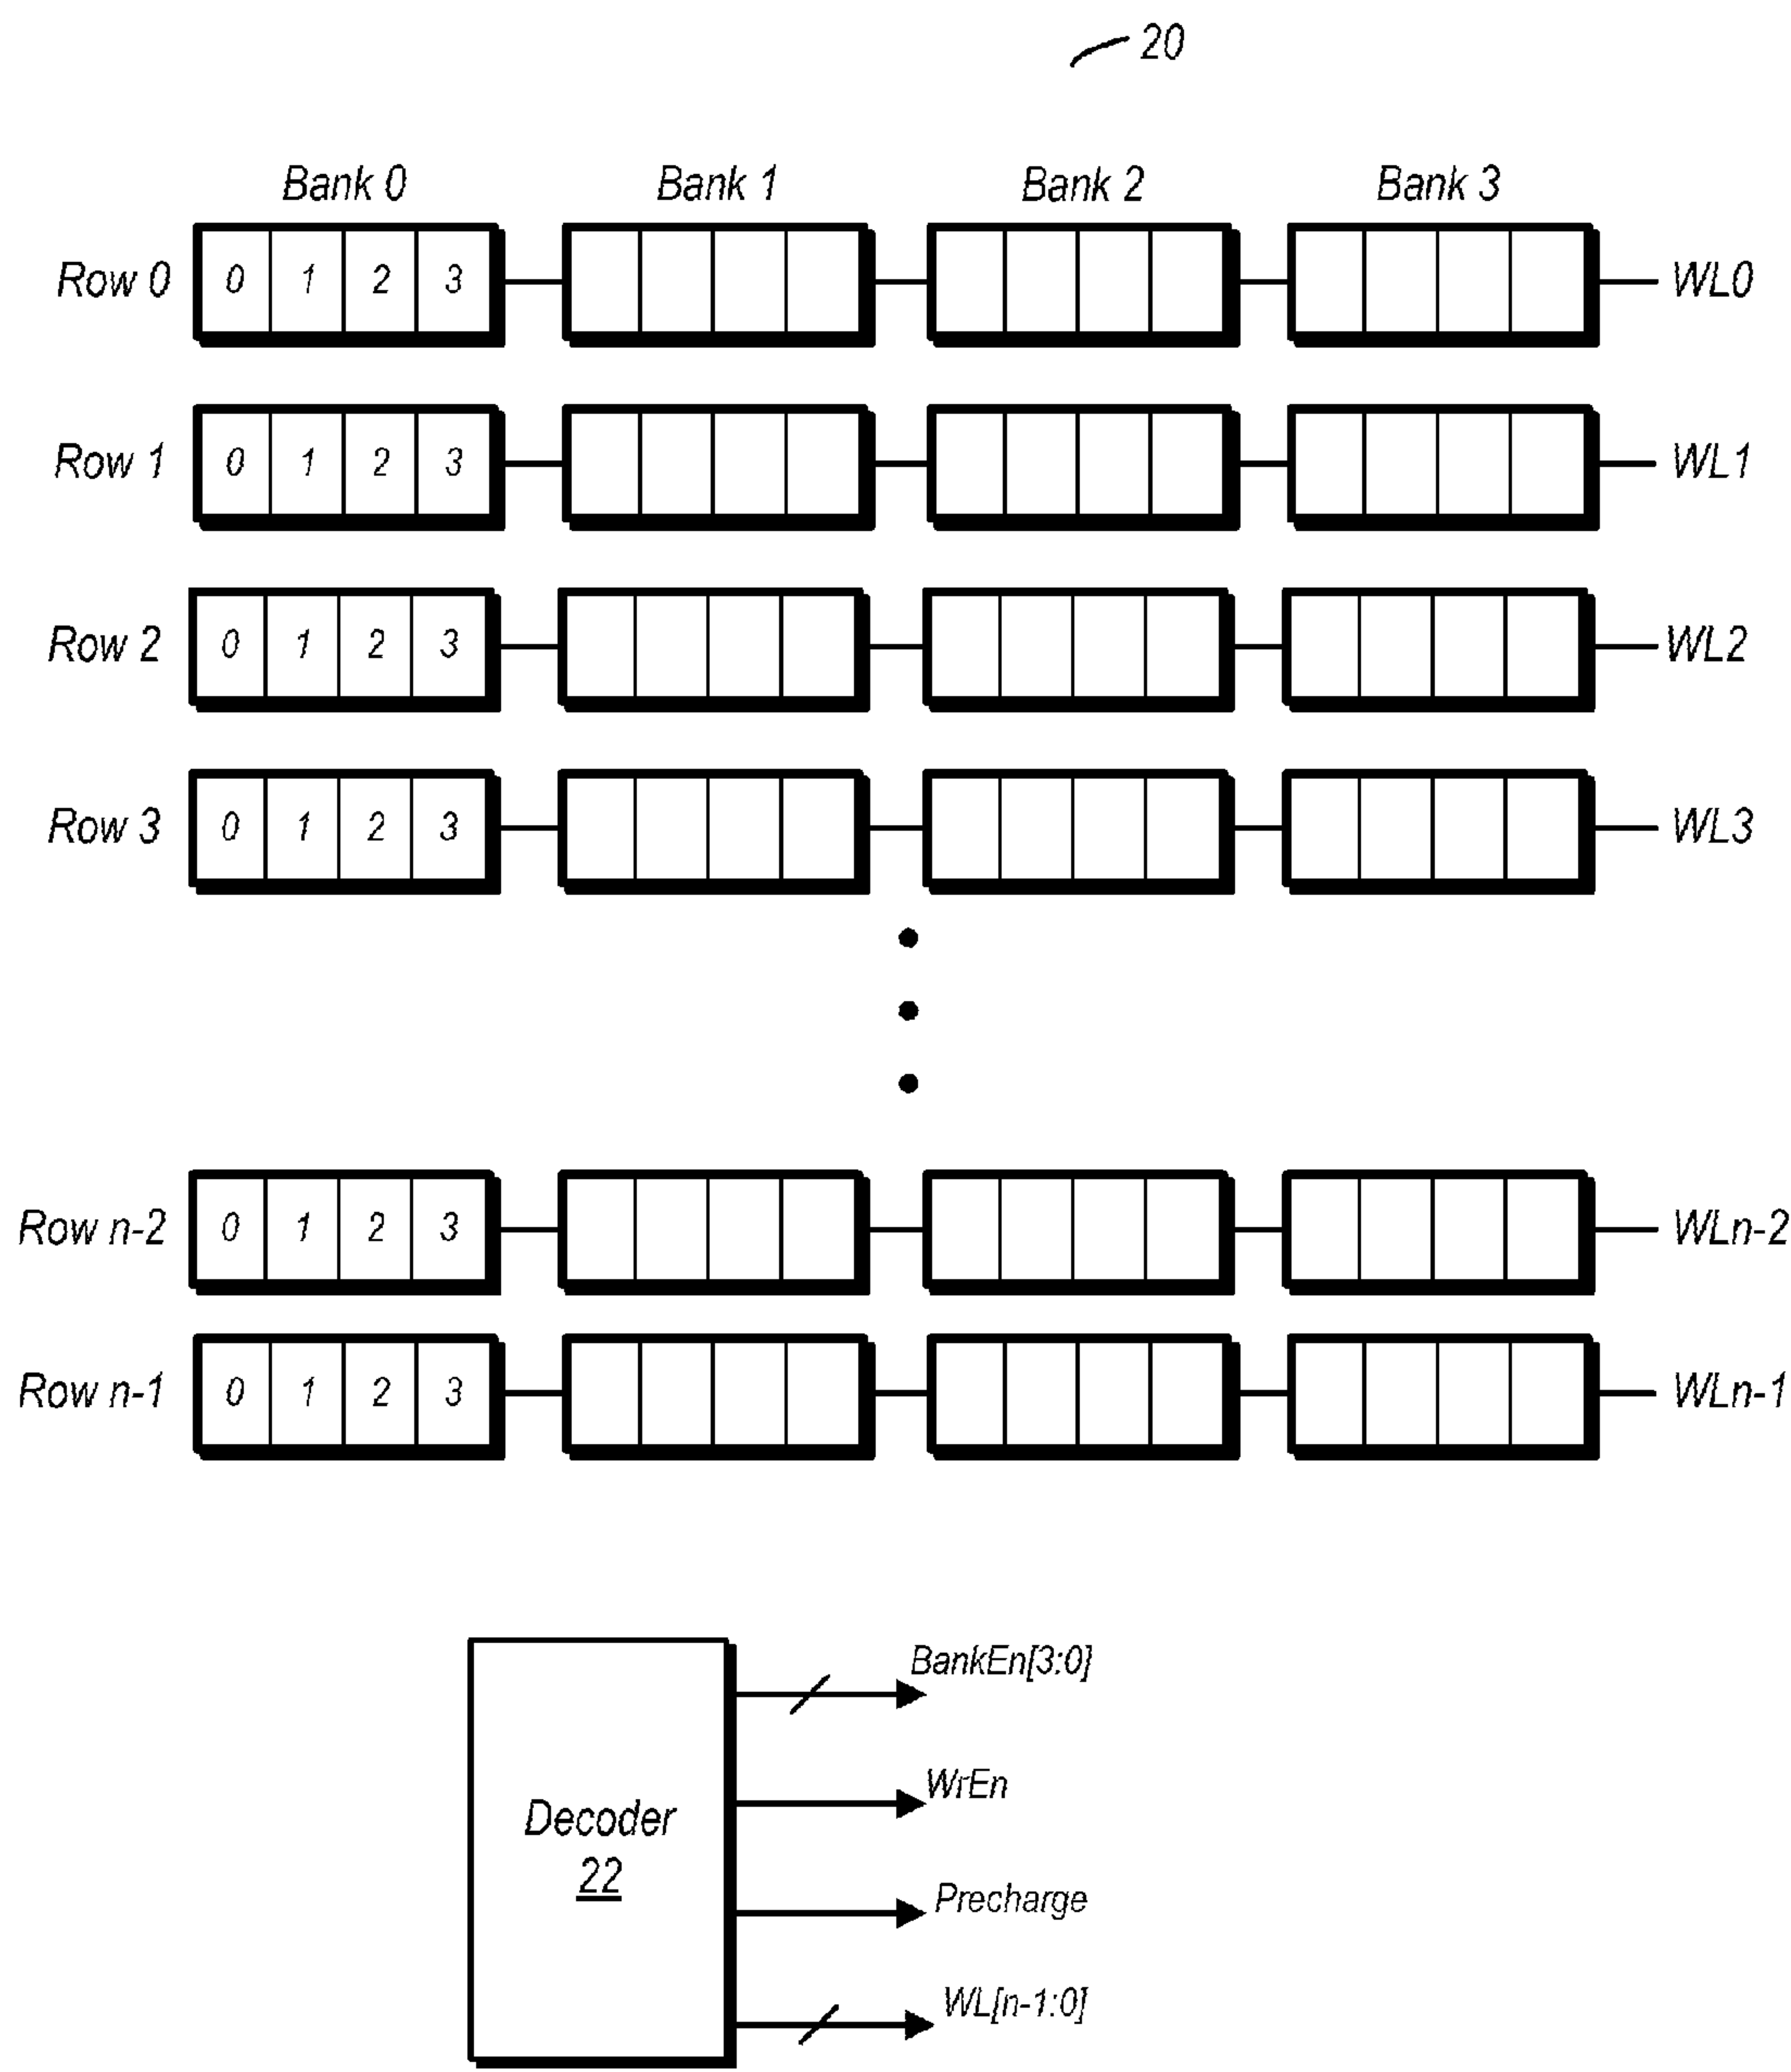 20
Bank 0 Bank 1 Bank 2 Bank 3
Row 0 0 1 2 3 WL0
Row 1 0 1 2 3 WL1
Row 2 0 1 2 3 WL2
Row 3 0 1 2 3 WL3
Row n-2 0 1 2 3 WLn-2
Row n-1 0 1 2 3 WLn-1
BankEn[3:0]
WrEn
Decoder
22
Precharge
WL[n-1:0]